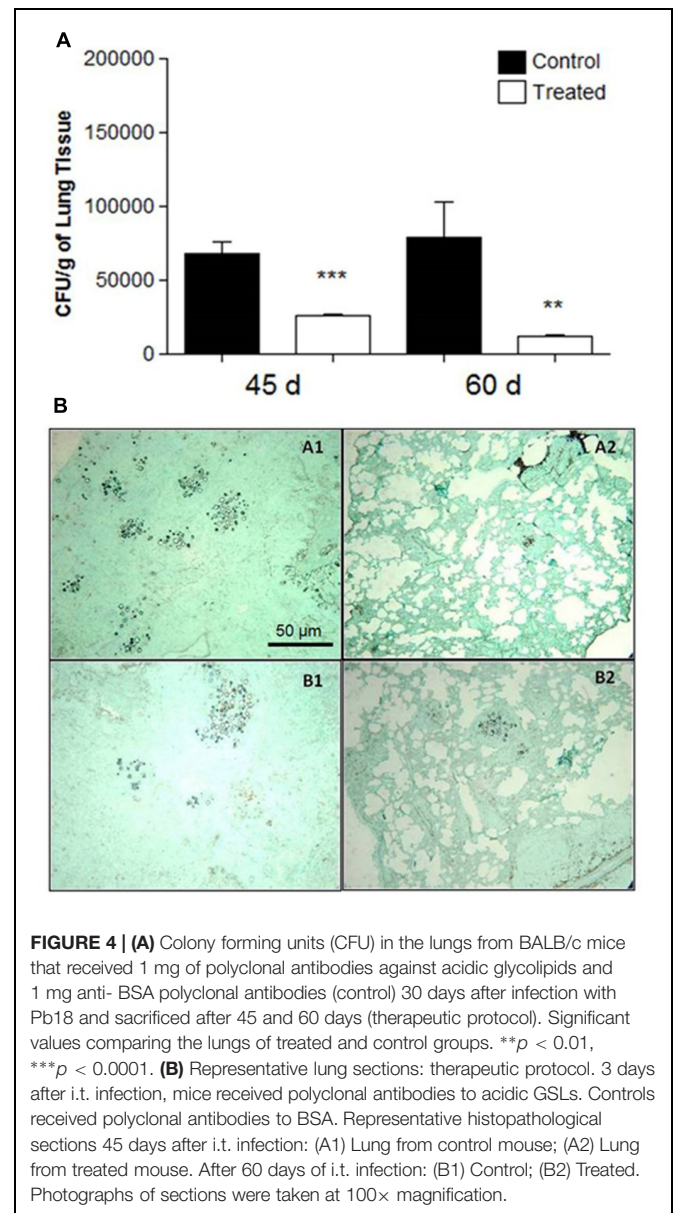 A
200000
150000
100000
50000
0
CFU/g of Lung Tissue
Control
Treated
***
**
45 d
60 d
B
A1
A2
50 µm
B1
B2
FIGURE 4 | (A) Colony forming units (CFU) in the lungs from BALB/c mice
that received 1 mg of polyclonal antibodies against acidic glycolipids and
1 mg anti- BSA polyclonal antibodies (control) 30 days after infection with
Pb18 and sacrificed after 45 and 60 days (therapeutic protocol). Significant
values comparing the lungs of treated and control groups. **p < 0.01,
***p < 0.0001. (B) Representative lung sections: therapeutic protocol. 3 days
after i.t. infection, mice received polyclonal antibodies to acidic GSLs. Controls
received polyclonal antibodies to BSA. Representative histopathological
sections 45 days after i.t. infection: (A1) Lung from control mouse; (A2) Lung
from treated mouse. After 60 days of i.t. infection: (B1) Control; (B2) Treated.
Photographs of sections were taken at 100× magnification.